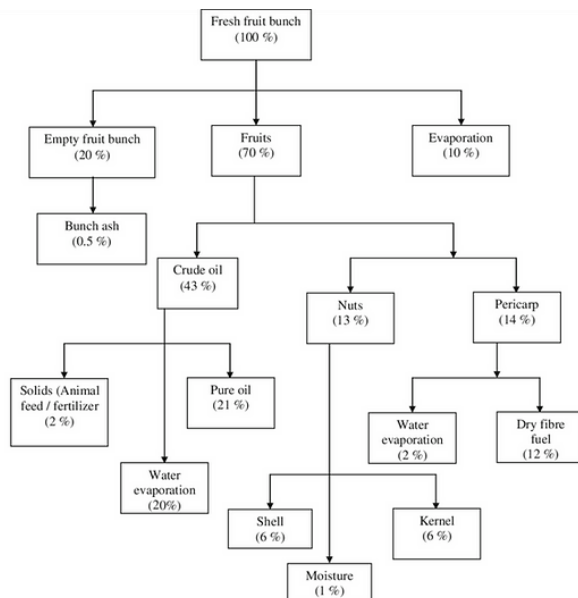 Fresh fruit bunch
(100 %)
Empty fruit bunch
(20 %)
Fruits
(70 %)
Evaporation
(10 %)
Bunch ash
(0.5 %)
Crude oil
(43 %)
Nuts
(13 %)
Pericarp
(14 %)
Solids (Animal
feed / fertilizer
(2 %)
Pure oil
(21 %)
Water
evaporation
(2 %)
Dry fibre
fuel
(12 %)
Water
evaporation
(20%)
Shell
(6 %)
Kernel
(6 %)
Moisture
(1 %)